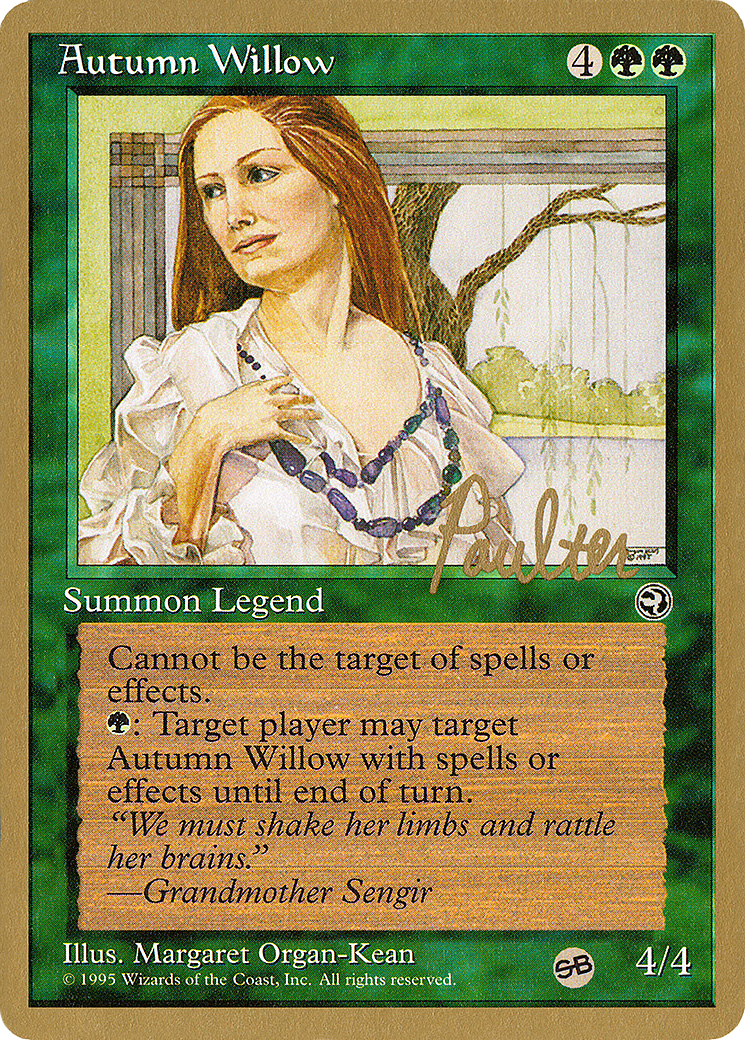 Autumn Willow 4
Paulter
Summon Legend
Cannot be the target of spells or
effects.
: Target player may target
Autumn Willow with spells or
effects until end of turn.
“We must shake her limbs and rattle
her brains.”
—Grandmother Sengir
Illus. Margaret Organ-Kean
© 1995 Wizards of the Coast, Inc. All rights reserved.
SB
4/4